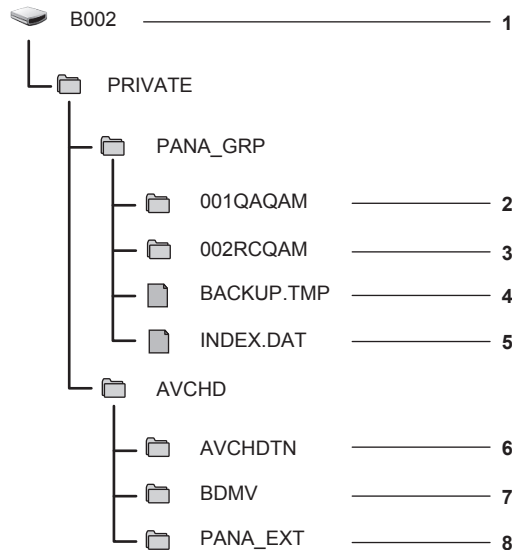 B002 1
PRIVATE
PANA_GRP
001QAQAM 2
002RCQAM 3
BACKUP.TMP 4
INDEX.DAT 5
AVCHD
AVCHDTN 6
BDMV 7
PANA_EXT 8